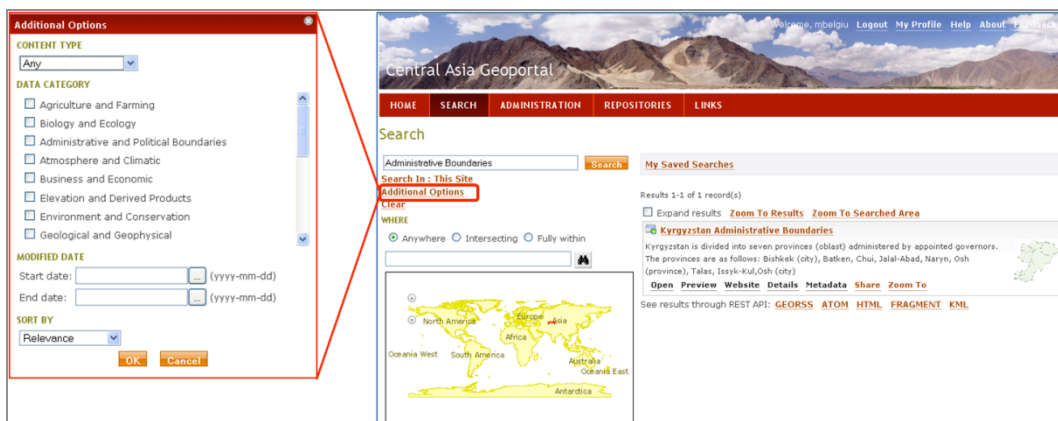 Additional Options
CONTENT TYPE
Any
DATA CATEGORY
Agriculture and Farming
Biology and Ecology
Administrative and Political Boundaries
Atmosphere and Climatic
Business and Economic
Elevation and Derived Products
Environment and Conservation
Geological and Geophysical
MODIFIED DATE
Start date: ... (yyyy-mm-dd)
End date: ... (yyyy-mm-dd)
SORT BY
Relevance
OK Cancel
Welcome, mbelgiu Logout My Profile Help About Feedback
Central Asia Geoportal
HOME SEARCH ADMINISTRATION REPOSITORIES LINKS
Search
Administrative Boundaries Search
Search In : This Site
Additional Options
Clear
WHERE
Anywhere Intersecting Fully within
North America Europe Asia
Africa
Oceania West South America Australia
Oceania East
Antarctica
My Saved Searches
Results 1-1 of 1 record(s)
Expand results Zoom To Results Zoom To Searched Area
Kyrgyzstan Administrative Boundaries
Kyrgyzstan is divided into seven provinces (oblast) administered by appointed governors.
The provinces are as follows: Bishkek (city), Batken, Chui, Jalal-Abad, Naryn, Osh
(province), Talas, Issyk-Kul,Osh (city)
Open Preview Website Details Metadata Share Zoom To
See results through REST API: GEORSS ATOM HTML FRAGMENT KML